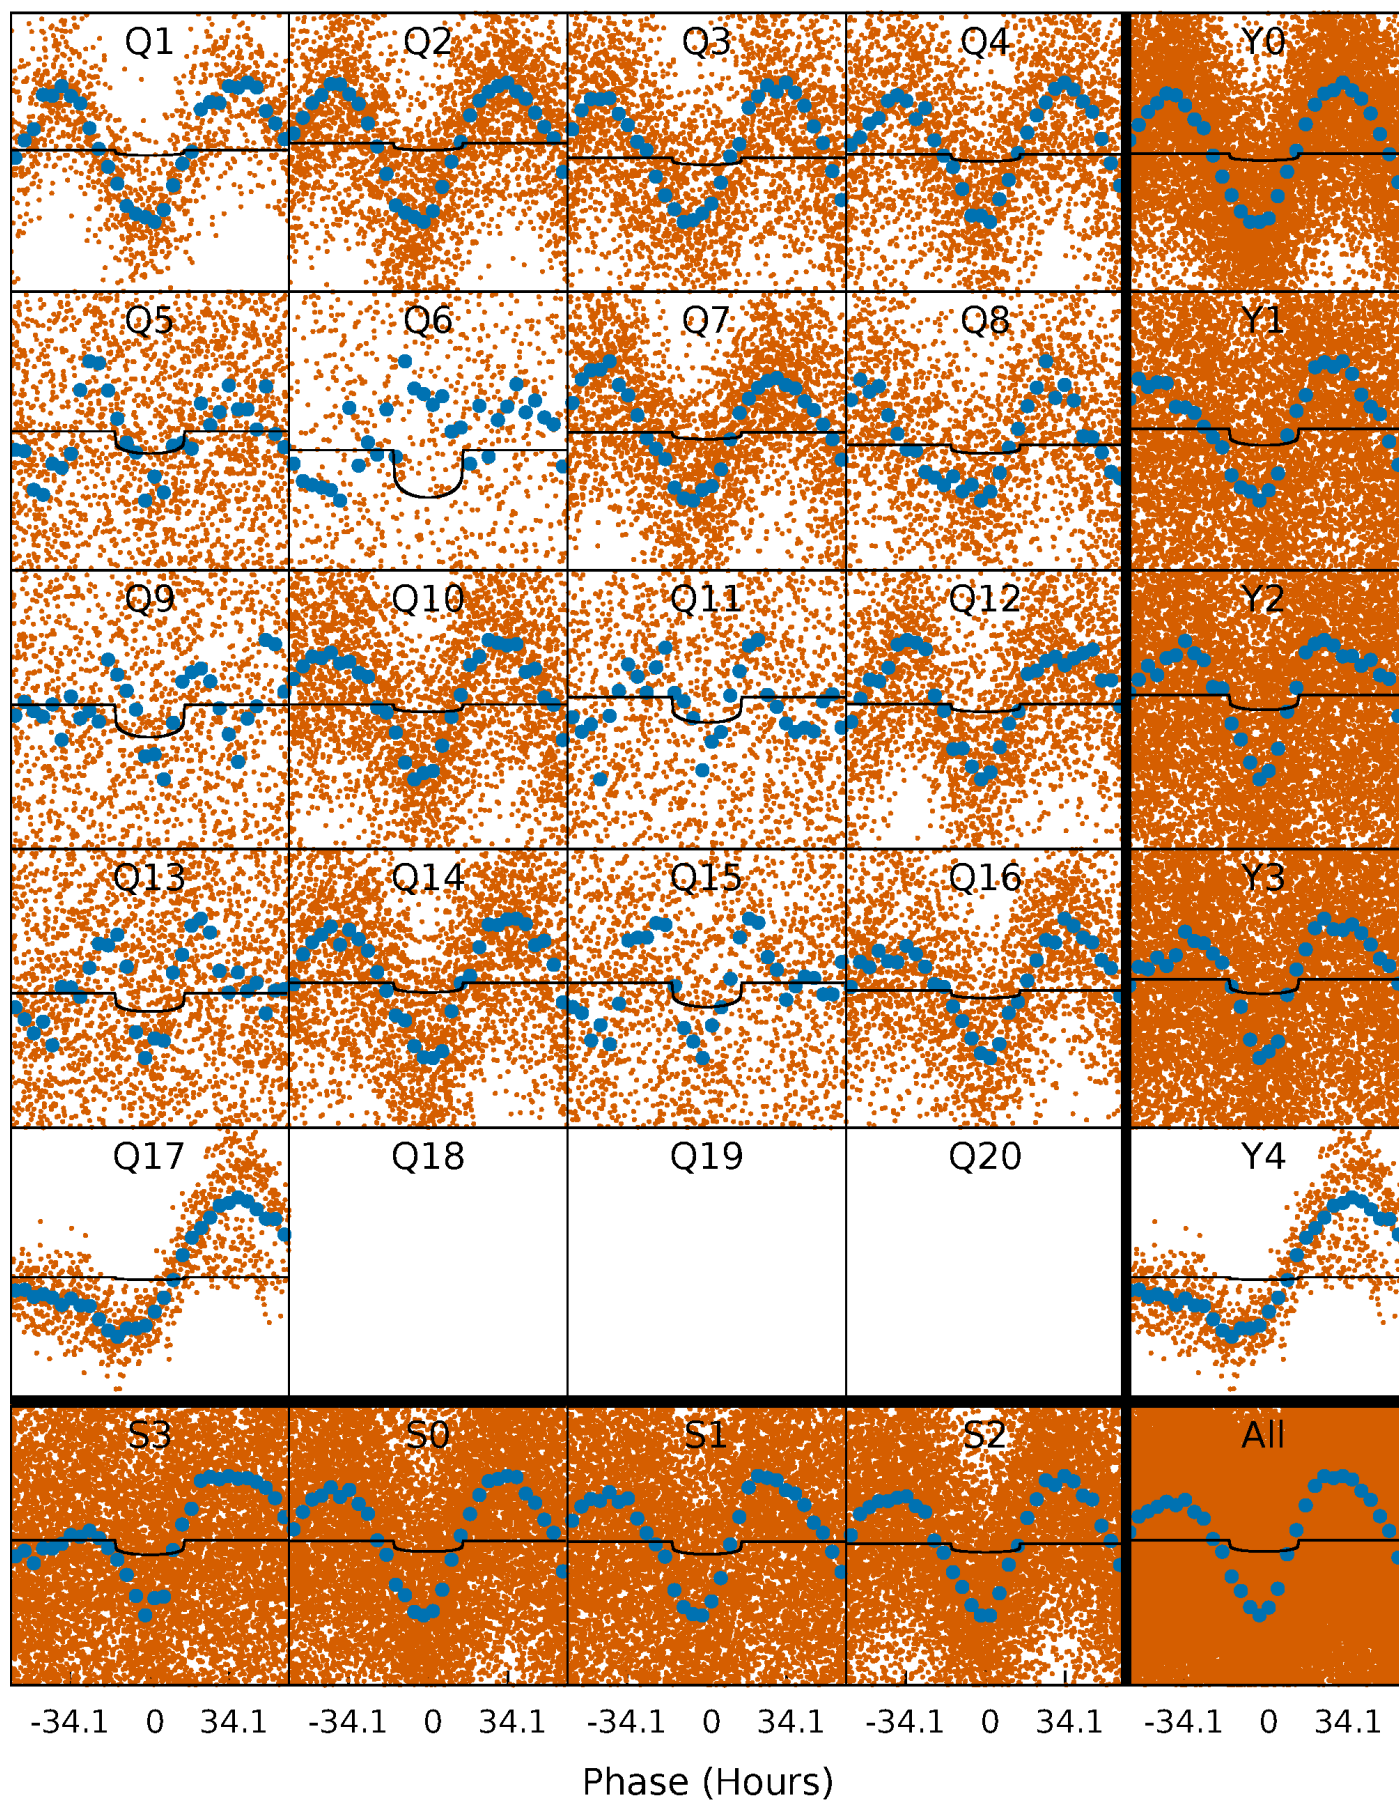 Q1 Q2 Q3 Q4 Y0
Q5 Q6 Q7 Q8 Y1
Q9 Q10 Q11 Q12 Y2
Q13 Q14 Q15 Q16 Y3
Q17 Q18 Q19 Q20 Y4
S3 S0 S1 S2 All
-34.1 0 34.1 -34.1 0 34.1 -34.1 0 34.1 -34.1 0 34.1 -34.1 0 34.1
Phase (Hours)